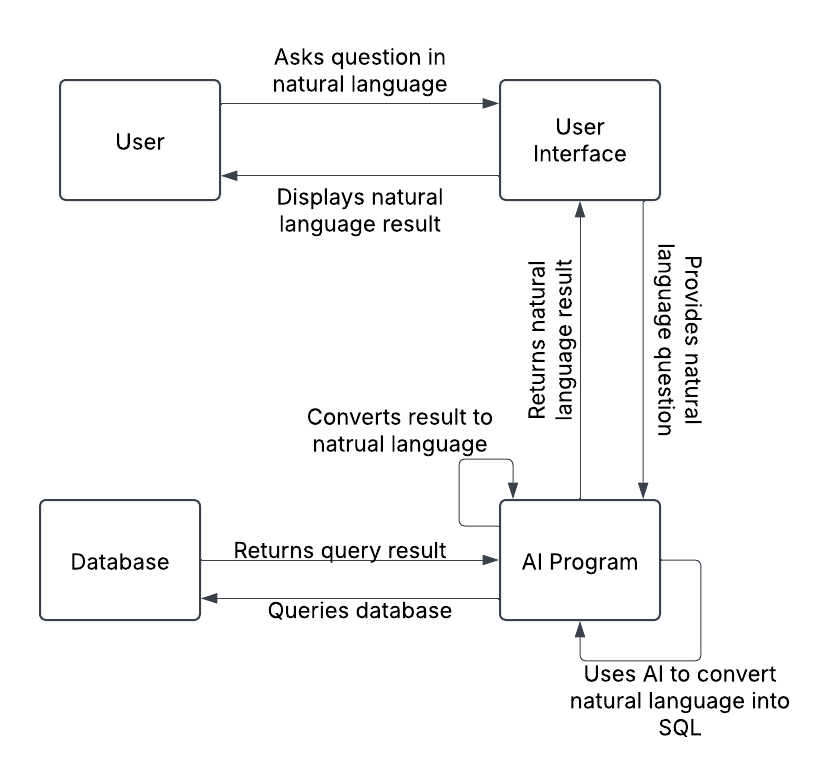 Asks question in
natural language
User
User
Interface
Displays natural
language result
Returns natural
language result
Provides natural
language question
Converts result to
natrual language
Database
Returns query result
AI Program
Queries database
Uses AI to convert
natural language into
SQL